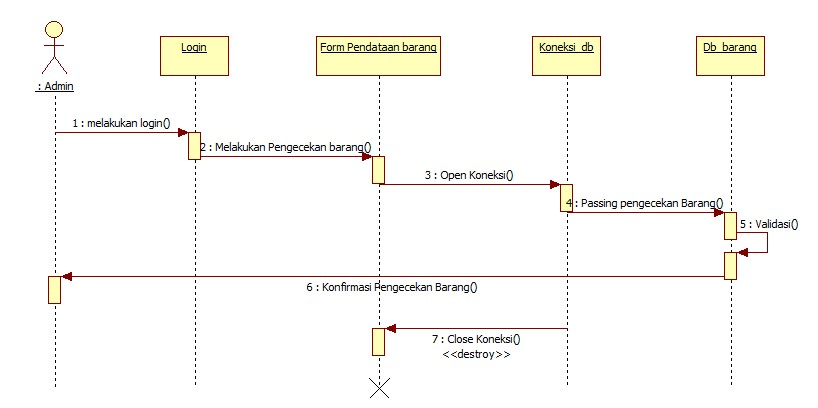 Login
Form Pendataan barang
Koneksi_db
Db_barang
: Admin
1 : melakukan login()
2 : Melakukan Pengecekan barang()
3 : Open Koneksi()
4 : Passing pengecekan Barang()
5 : Validasi()
6 : Konfirmasi Pengecekan Barang()
7 : Close Koneksi()
<<destroy>>